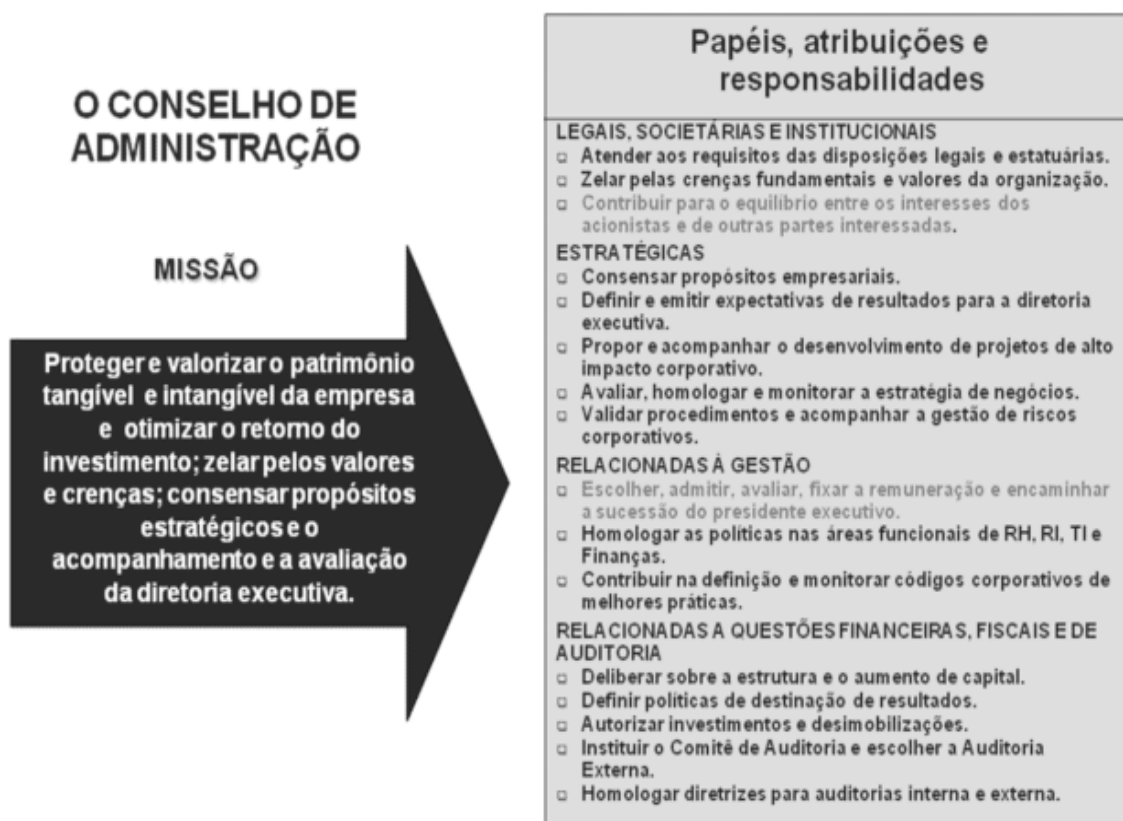 O CONSELHO DE
ADMINISTRAÇÃO
MISSÃO
Proteger e valorizar o patrimônio
tangível e intangível da empresa
e otimizar o retorno do
investimento; zelar pelos valores
e crenças; consensar propósitos
estratégicos e o
acompanhamento e a avaliação
da diretoria executiva.
Papéis, atribuições e
responsabilidades
LEGAIS, SOCIETÁRIAS E INSTITUCIONAIS
Atender aos requisitos das disposições legais e estatuárias.
Zelar pelas crenças fundamentais e valores da organização.
Contribuir para o equilíbrio entre os interesses dos
acionistas e de outras partes interessadas.
ESTRATÉGICAS
Consensar propósitos empresariais.
Definir e emitir expectativas de resultados para a diretoria
executiva.
Propor e acompanhar o desenvolvimento de projetos de alto
impacto corporativo.
Avaliar, homologar e monitorar a estratégia de negócios.
Validar procedimentos e acompanhar a gestão de riscos
corporativos.
RELACIONADAS À GESTÃO
Escolher, admitir, avaliar, fixar a remuneração e encaminhar
a sucessão do presidente executivo.
Homologar as políticas nas áreas funcionais de RH, RI, TI e
Finanças.
Contribuir na definição e monitorar códigos corporativos de
melhores práticas.
RELACIONADAS A QUESTÕES FINANCEIRAS, FISCAIS E DE
AUDITORIA
Deliberar sobre a estrutura e o aumento de capital.
Definir políticas de destinação de resultados.
Autorizar investimentos e desimobilizações.
Instituir o Comitê de Auditoria e escolher a Auditoria
Externa.
Homologar diretrizes para auditorias interna e externa.